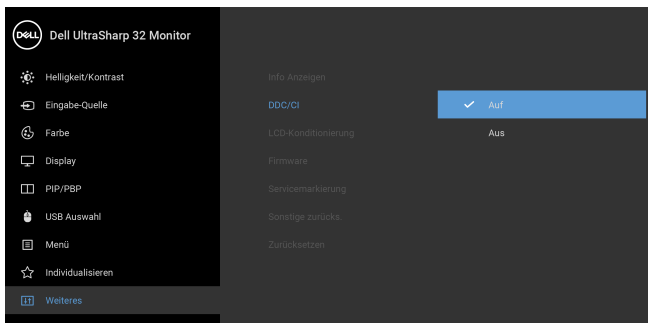 DELL Dell UltraSharp 32 Monitor
Helligkeit/Kontrast
Eingabe-Quelle
Farbe
Display
PIP/PBP
USB Auswahl
Menü
Individualisieren
Weiteres
Info Anzeigen
DDC/CI
LCD-Konditionierung
Firmware
Servicemarkierung
Sonstige zurücks.
Zurücksetzen
Auf
Aus